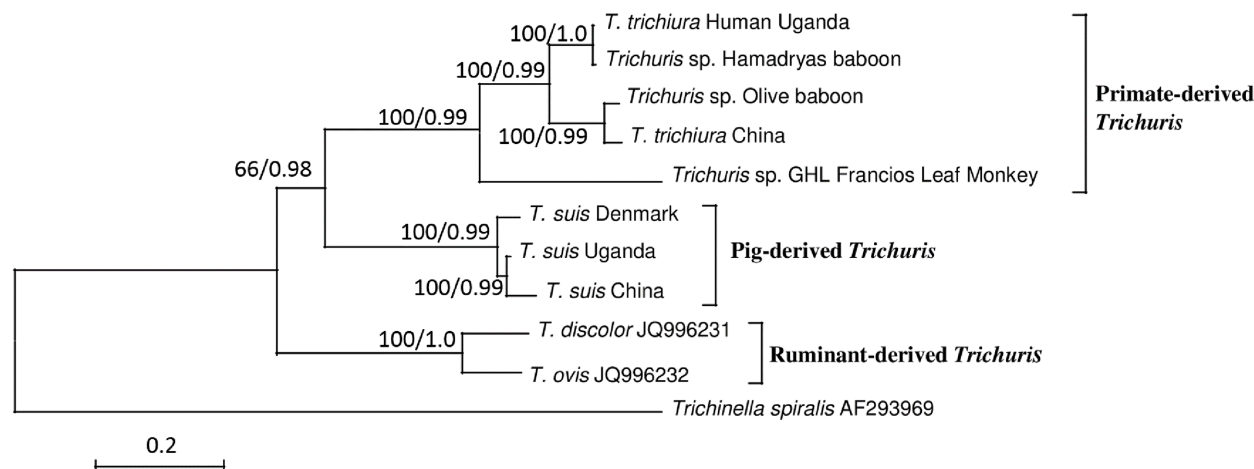 T. trichiura Human Uganda
100/1.0
Trichuris sp. Hamadryas baboon
100/0.99
Trichuris sp. Olive baboon
Primate-derived
Trichuris
100/0.99
100/0.99
T. trichiura China
66/0.98
Trichuris sp. GHL Francios Leaf Monkey
T. suis Denmark
100/0.99
T. suis Uganda
Pig-derived Trichuris
100/0.99
T. suis China
T. discolor JQ996231
100/1.0
Ruminant-derived Trichuris
T. ovis JQ996232
Trichinella spiralis AF293969
0.2